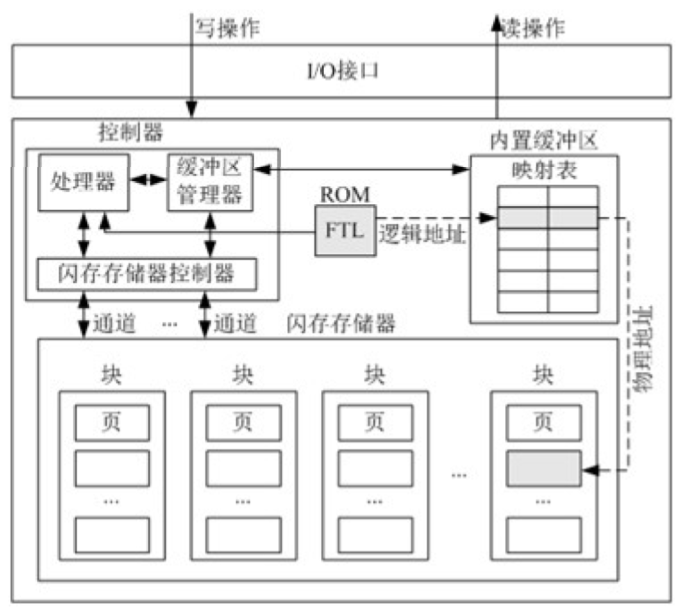 写操作
读操作
I/O接口
控制器
内置缓冲区
处理器
缓冲区
管理器
映射表
ROM
FTL
逻辑地址
闪存存储器控制器
物理地址
通道
...
通道
闪存存储器
块
块
块
块
页
页
页
页
...
...
...
...
...